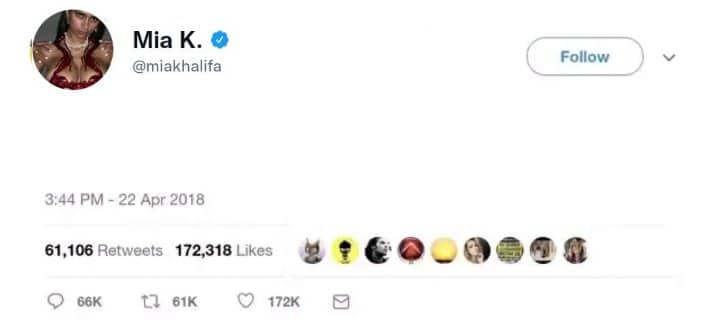 Mia K.
@miakhalifa
Follow
3:44 PM - 22 Apr 2018
61,106 Retweets 172,318 Likes
66K 61K 172K